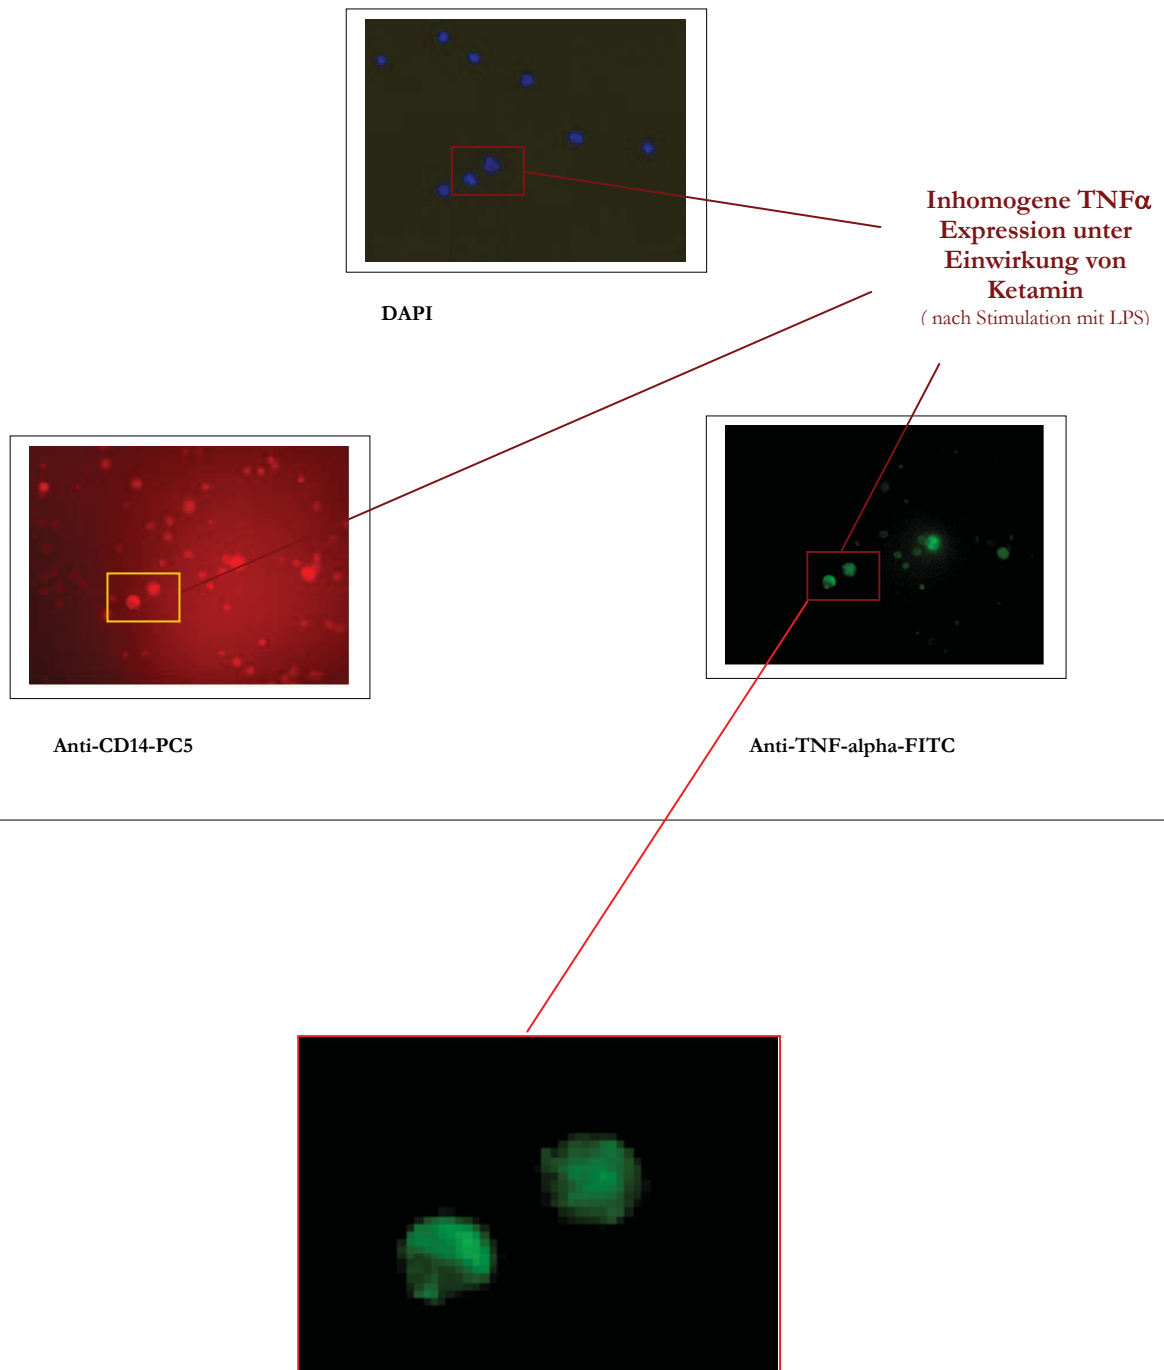 Inhomogene TNFα
Expression unter
Einwirkung von
Ketamin
( nach Stimulation mit LPS)
DAPI
Anti-CD14-PC5
Anti-TNF-alpha-FITC